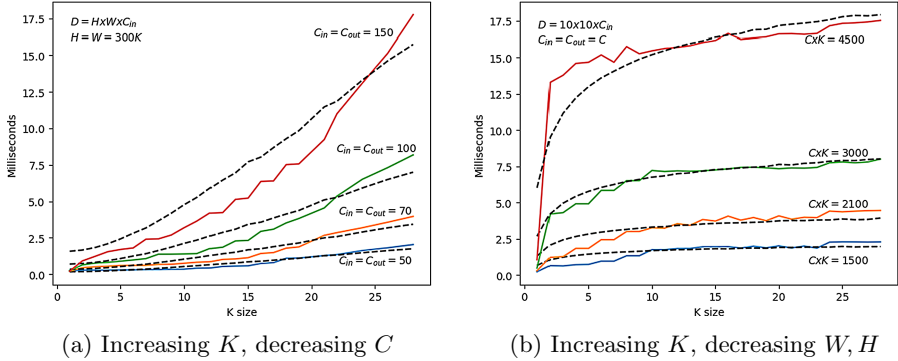 D = HxWxC_in
H = W = 300K
C_in = C_out = 150
C_in = C_out = 100
C_in = C_out = 70
C_in = C_out = 50
Milliseconds
17.5
15.0
12.5
10.0
7.5
5.0
2.5
0.0
0 5 10 15 20 25
K size
(a) Increasing K, decreasing C
D = 10x10xC_in
C_in = C_out = C
CxK = 4500
CxK = 3000
CxK = 2100
CxK = 1500
Milliseconds
17.5
15.0
12.5
10.0
7.5
5.0
2.5
0.0
0 5 10 15 20 25
K size
(b) Increasing K, decreasing W, H